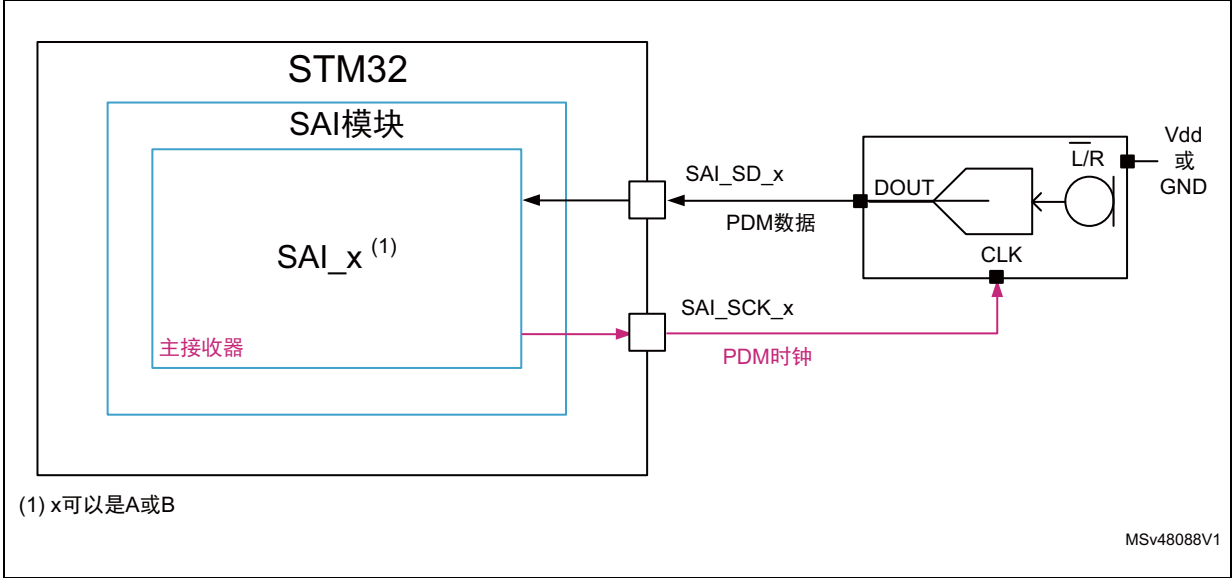 STM32
SAI模块
SAI_x (1)
主接收器
SAI_SD_x
PDM数据
SAI_SCK_x
PDM时钟
DOUT
L/R
CLK
Vdd
或
GND
(1) x可以是A或B
MSv48088V1